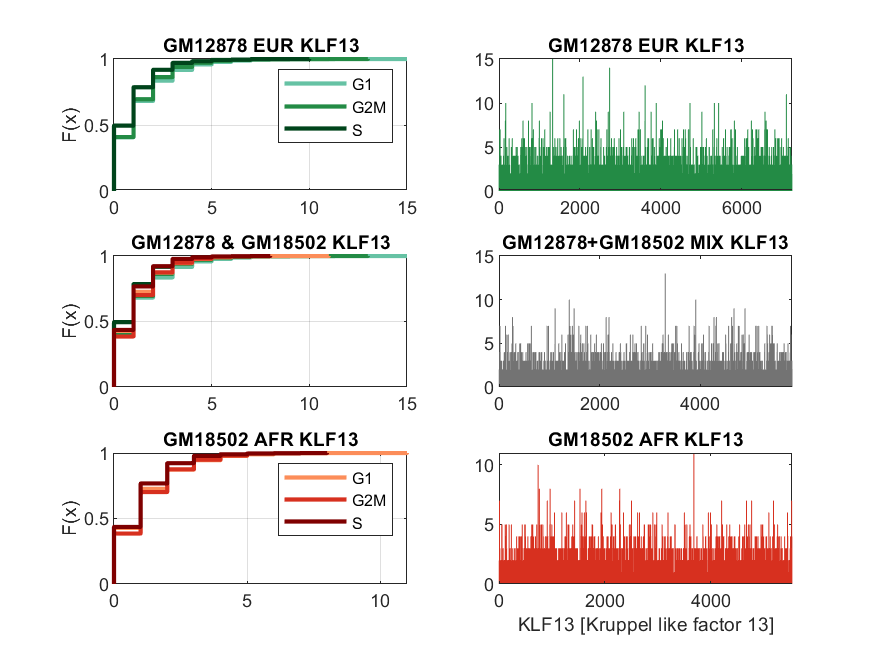 GM12878 EUR KLF13
F(x)
1
0.5
0
0 5 10 15
G1
G2M
S
GM12878 EUR KLF13
15
10
5
0
0 2000 4000 6000
GM12878 & GM18502 KLF13
F(x)
1
0.5
0
0 5 10 15
GM12878+GM18502 MIX KLF13
15
10
5
0
0 2000 4000
GM18502 AFR KLF13
F(x)
1
0.5
0
0 5 10
G1
G2M
S
GM18502 AFR KLF13
10
5
0
0 2000 4000
KLF13 [Kruppel like factor 13]